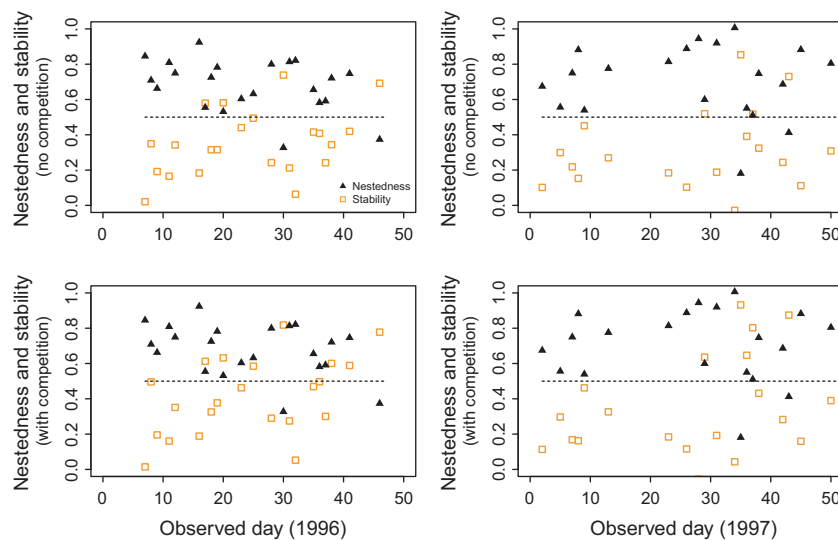 Nestedness and stability
(no competition)
1.0
0.8
0.6
0.4
0.2
0.0
Nestedness
Stability
0 10 20 30 40 50
Nestedness and stability
(no competition)
1.0
0.8
0.6
0.4
0.2
0.0
0 10 20 30 40 50
Nestedness and stability
(with competition)
1.0
0.8
0.6
0.4
0.2
0.0
0 10 20 30 40 50
Observed day (1996)
Nestedness and stability
(with competition)
1.0
0.8
0.6
0.4
0.2
0.0
0 10 20 30 40 50
Observed day (1997)